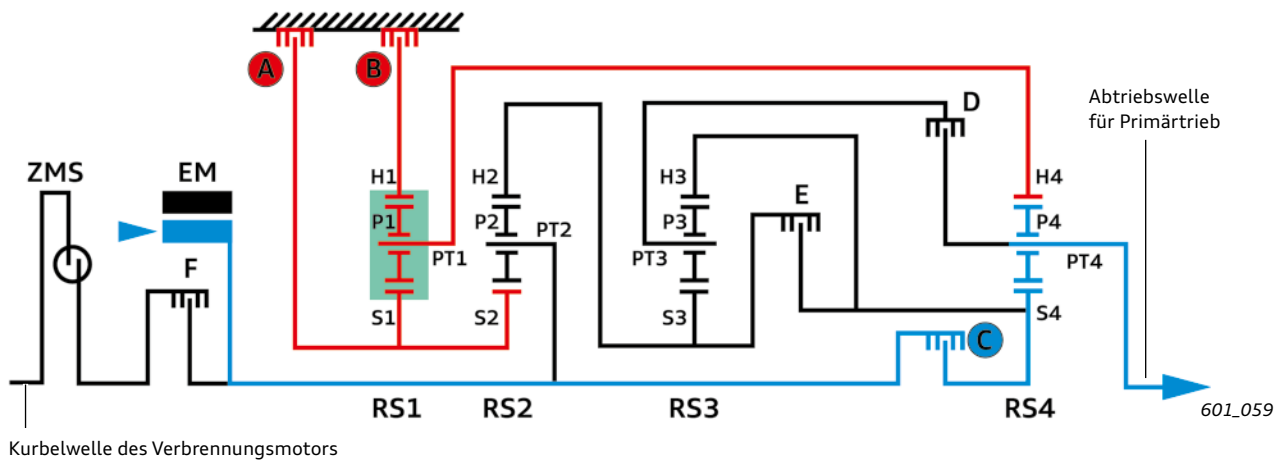 A
B
D
Abtriebswelle
für Primärtrieb
ZMS
EM
H1
H2
H3
H4
E
P1
P2
P3
P4
PT2
F
PT1
PT3
PT4
S1
S2
S3
S4
C
RS1
RS2
RS3
RS4
601_059
Kurbelwelle des Verbrennungsmotors